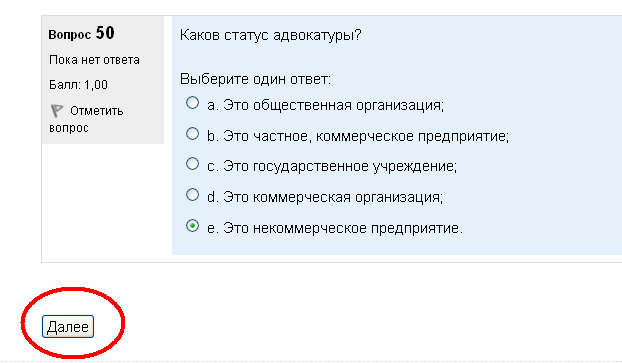 Вопрос 50
Пока нет ответа
Балл: 1,00
Отметить
вопрос
Каков статус адвокатуры?
Выберите один ответ:
a. Это общественная организация;
b. Это частное, коммерческое предприятие;
c. Это государственное учреждение;
d. Это коммерческая организация;
e. Это некоммерческое предприятие.
Далее